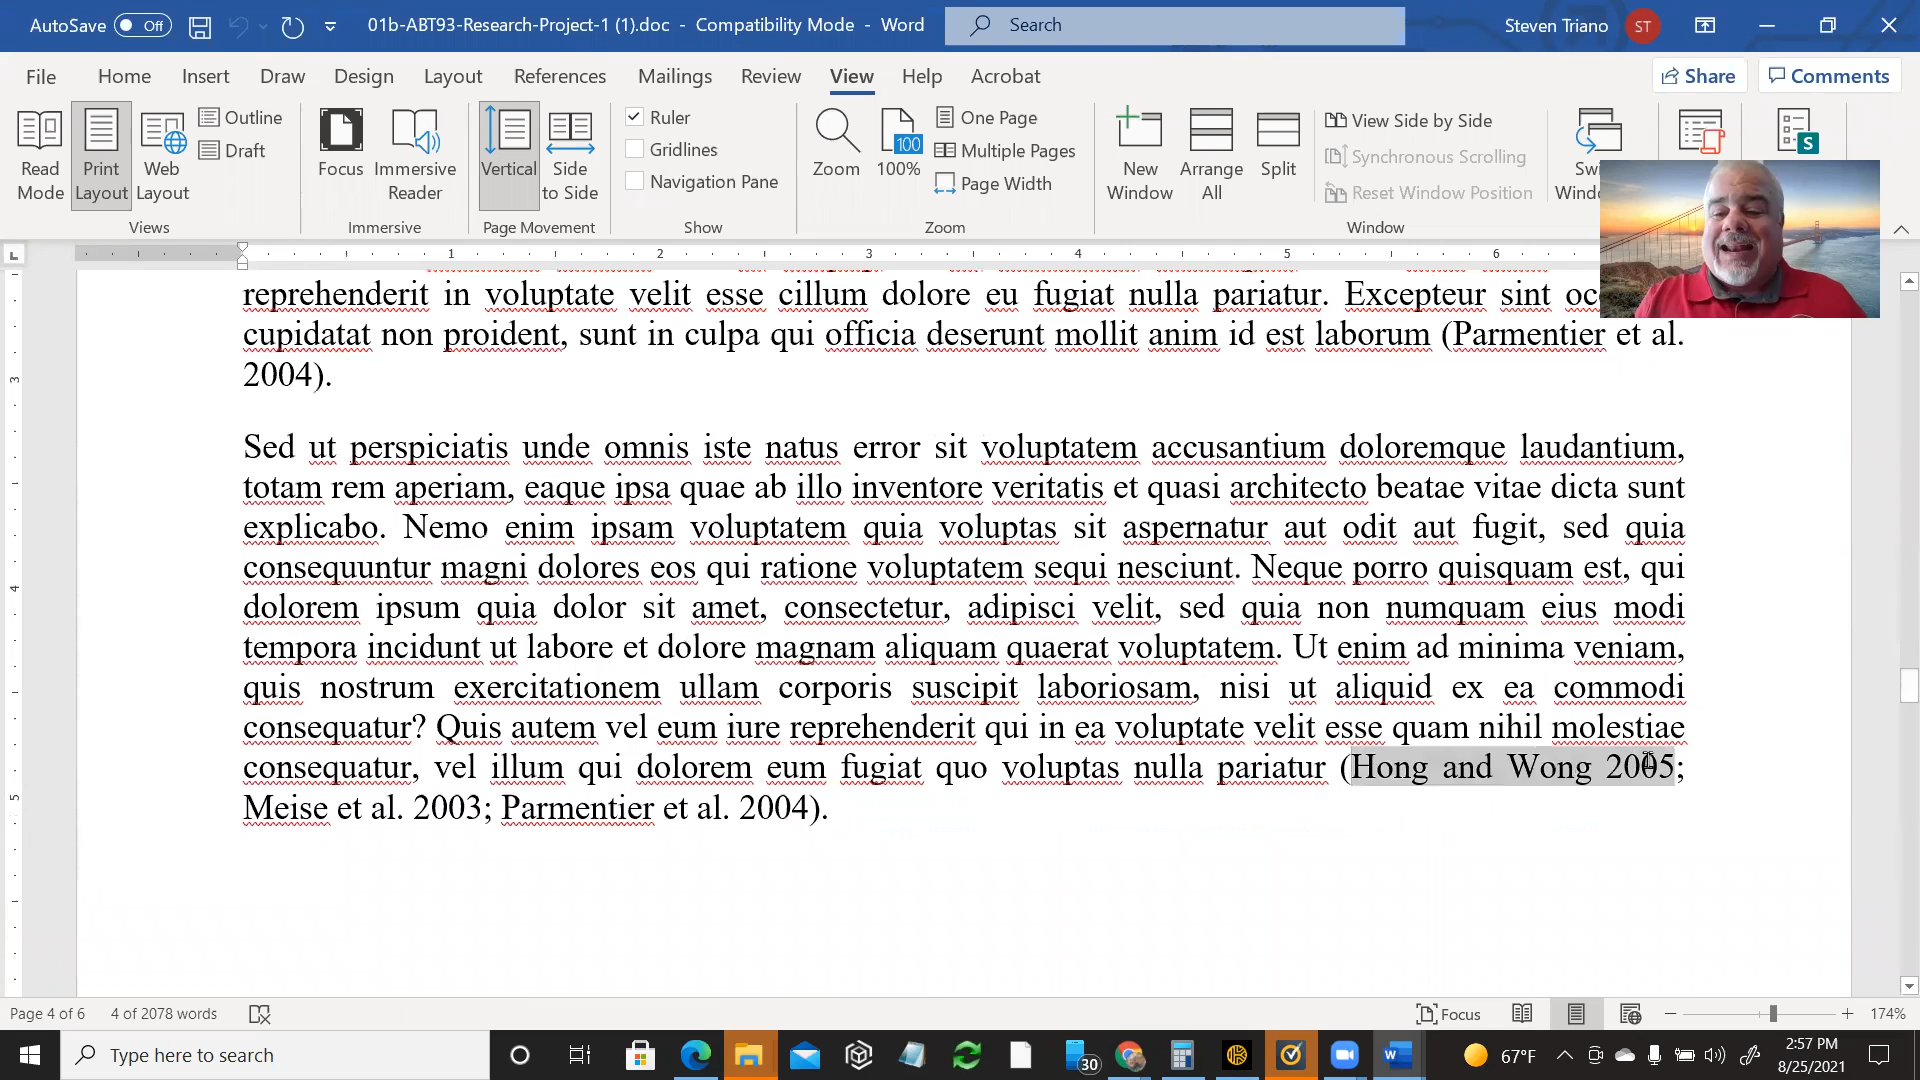 AutoSave Off 01b-ABT93-Research-Project-1 (1).doc - Compatibility Mode - Word Search Steven Triano ST
File Home Insert Draw Design Layout References Mailings Review View Help Acrobat Share Comments
Read Mode Print Layout Web Layout Outline Draft Focus Immersive Reader Vertical Side to Side Ruler Gridlines Navigation Pane Zoom 100 100% One Page Multiple Pages Page Width New Window Arrange All Split View Side by Side Synchronous Scrolling Reset Window Position S
Views Immersive Page Movement Show Zoom Window
L 1 2 3 4 5 6
reprehenderit in voluptate velit esse cillum dolore eu fugiat nulla pariatur. Excepteur sint
cupidatat non proident, sunt in culpa qui officia deserunt mollit anim id est laborum (Parmentier et al.
2004).
Sed ut perspiciatis unde omnis iste natus error sit voluptatem accusantium doloremque laudantium,
totam rem aperiam, eaque ipsa quae ab illo inventore veritatis et quasi architecto beatae vitae dicta sunt
explicabo. Nemo enim ipsam voluptatem quia voluptas sit aspernatur aut odit aut fugit, sed quia
consequuntur magni dolores eos qui ratione voluptatem sequi nesciunt. Neque porro quisquam est, qui
dolorem ipsum quia dolor sit amet, consectetur, adipisci velit, sed quia non numquam eius modi
tempora incidunt ut labore et dolore magnam aliquam quaerat voluptatem. Ut enim ad minima veniam,
quis nostrum exercitationem ullam corporis suscipit laboriosam, nisi ut aliquid ex ea commodi
consequatur? Quis autem vel eum iure reprehenderit qui in ea voluptate velit esse quam nihil molestiae
consequatur, vel illum qui dolorem eum fugiat quo voluptas nulla pariatur (Hong and Wong 2005;
Meise et al. 2003; Parmentier et al. 2004).
3
4
5
Page 4 of 6 4 of 2078 words Focus 174%
Type here to search 30 67°F 2:57 PM
8/25/2021